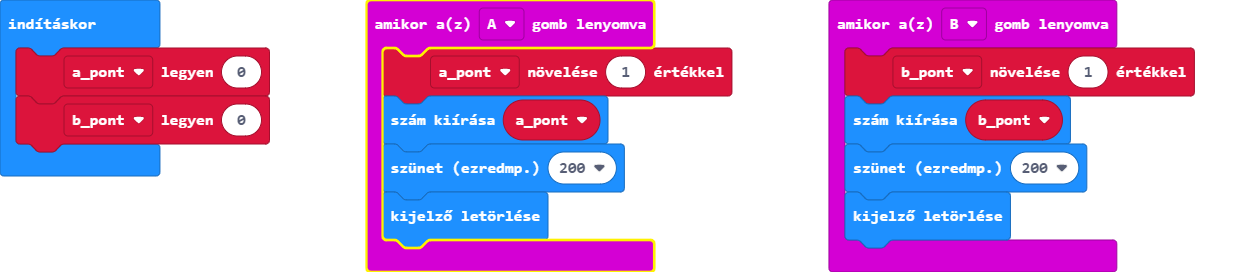 indításkor
a_pont legyen 0
b_pont legyen 0
amikor a(z) A gomb lenyomva
a_pont növelése 1 értékkel
szám kiírása a_pont
szünet (ezredmp.) 200
kijelző letörlése
amikor a(z) B gomb lenyomva
b_pont növelése 1 értékkel
szám kiírása b_pont
szünet (ezredmp.) 200
kijelző letörlése